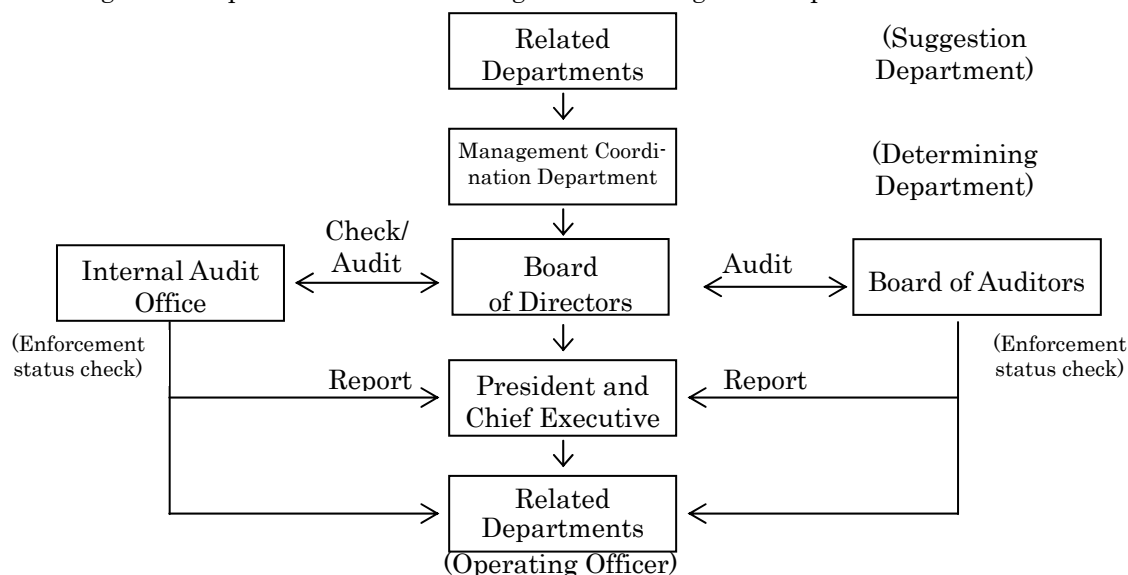 Related
Departments
(Suggestion
Department)
Management Coordi-
nation Department
(Determining
Department)
Check/
Audit
Internal Audit
Office
Board
of Directors
Audit
Board of Auditors
(Enforcement
status check)
(Enforcement
status check)
Report
President and
Chief Executive
Report
Related
Departments
(Operating Officer)